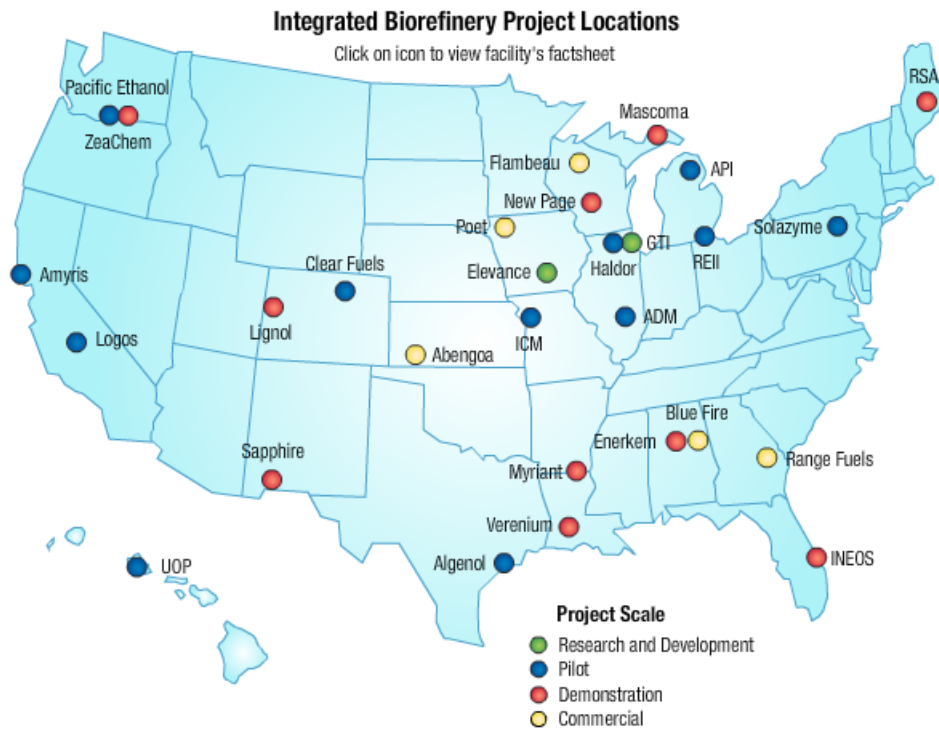 Integrated Biorefinery Project Locations
Click on icon to view facility's factsheet
RSA
Pacific Ethanol
ZeaChem
Mascoma
Flambeau
API
New Page
Poet
Solazyme
GTI
Haldor
REII
Elevance
Clear Fuels
Amyris
Lignol
Logos
ICM
ADM
Abengoa
Blue Fire
Enerkem
Range Fuels
Sapphire
Myriant
Verenium
Algenol
INEOS
UOP
Project Scale
Research and Development
Pilot
Demonstration
Commercial